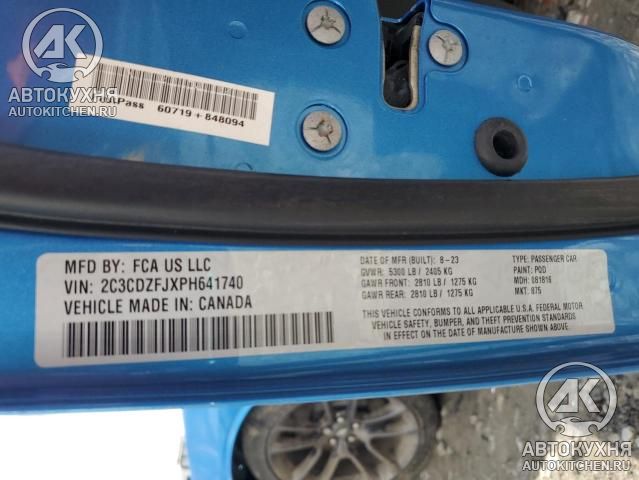 АВТОКУХНЯ
AUTOKITCHEN.RU
60719+848094
MFD BY: FCA US LLC
VIN: 2C3CDZFJXPH641740
VEHICLE MADE IN: CANADA
DATE OF MFR (BUILT): 8-23
GVWR: 5300 LB / 2405 KG
GAWR FRONT: 2810 LB / 1275 KG
GAWR REAR: 2810 LB / 1275 KG
TYPE: PASSENGER CAR
PAINT: PQD
MDH: 081816
MKT: 875
THIS VEHICLE CONFORMS TO ALL APPLICABLE U.S.A. FEDERAL MOTOR
VEHICLE SAFETY, BUMPER, AND THEFT PREVENTION STANDARDS
IN EFFECT ON THE DATE OF MANUFACTURE SHOWN ABOVE.
АВТОКУХНЯ
AUTOKITCHEN.RU